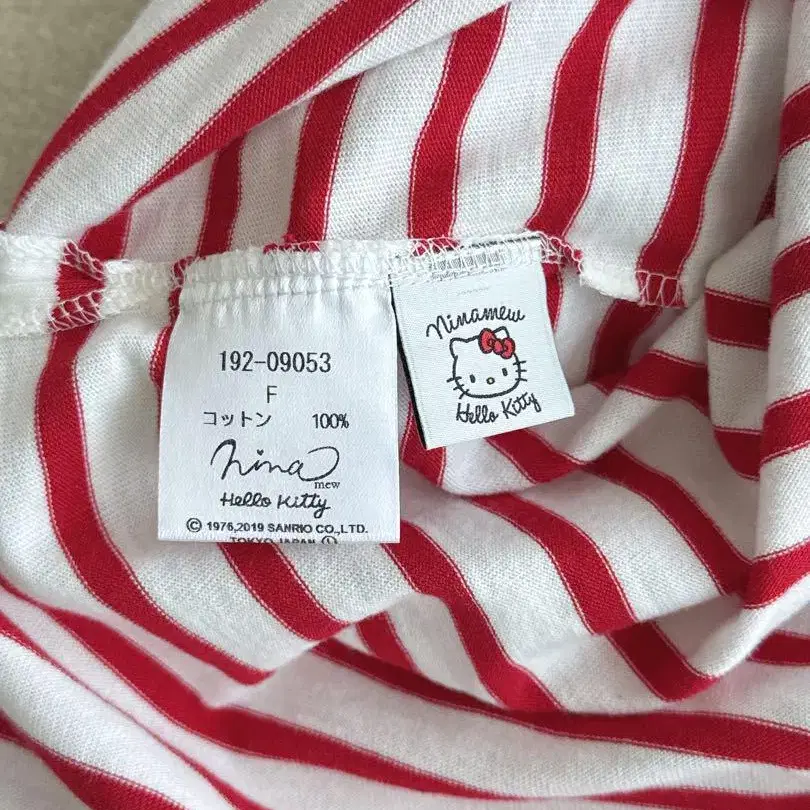 192-09053
F
コットン 100%
nina
mew
Hello Kitty
© 1976,2019 SANRIO CO.,LTD.
TOKYO,JAPAN Ⓛ
Ninamew
Hello Kitty